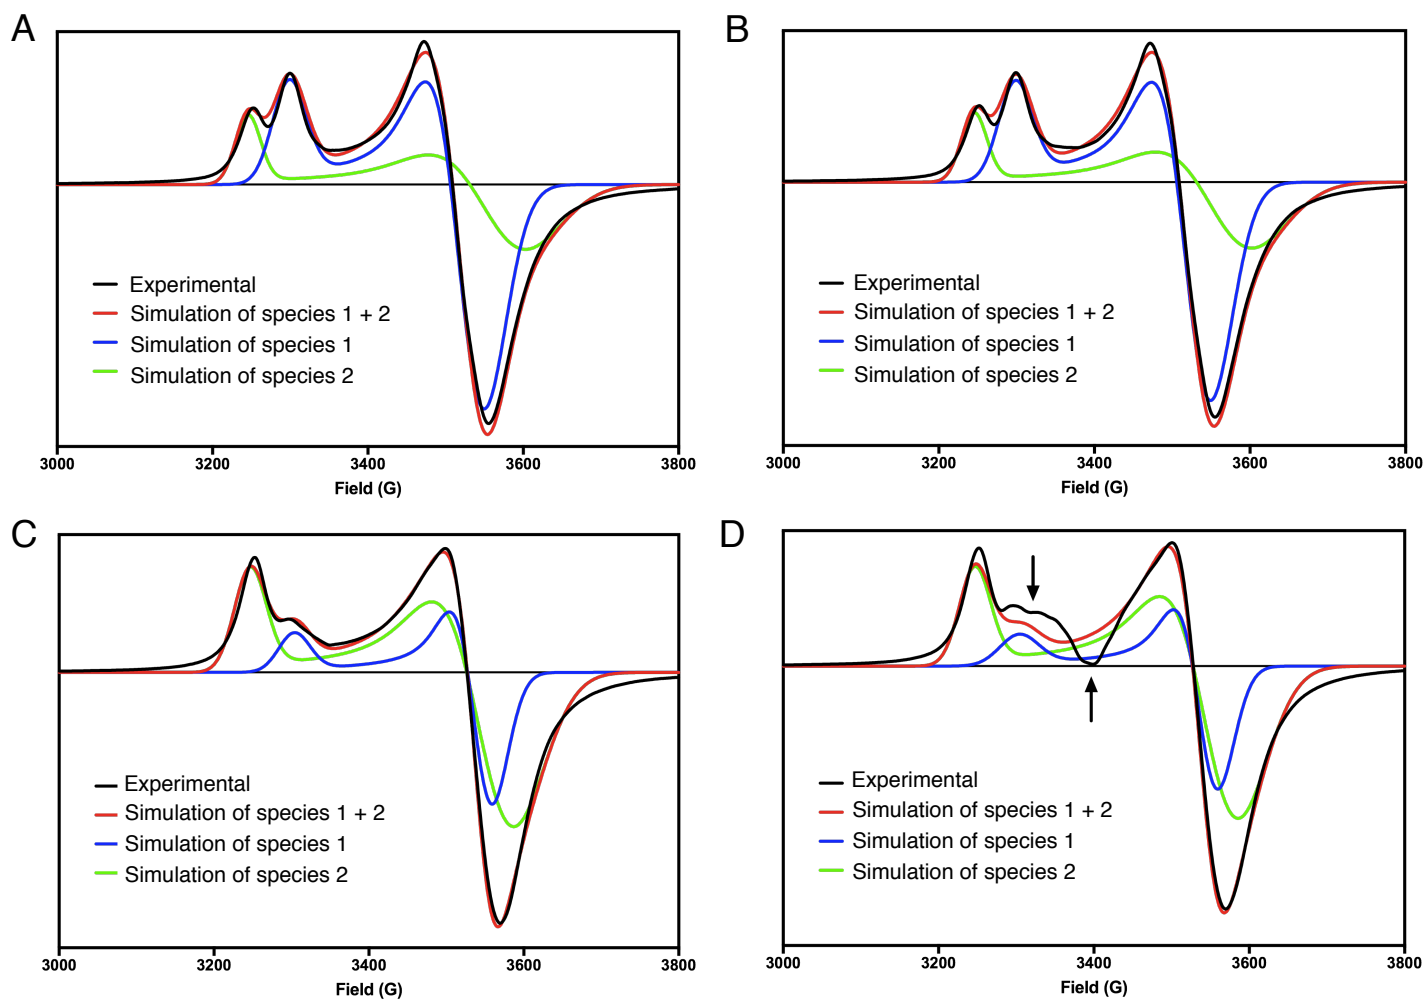 A
Experimental
Simulation of species 1 + 2
Simulation of species 1
Simulation of species 2
3000 3200 3400 3600 3800
Field (G)
B
Experimental
Simulation of species 1 + 2
Simulation of species 1
Simulation of species 2
3000 3200 3400 3600 3800
Field (G)
C
Experimental
Simulation of species 1 + 2
Simulation of species 1
Simulation of species 2
3000 3200 3400 3600 3800
Field (G)
D
Experimental
Simulation of species 1 + 2
Simulation of species 1
Simulation of species 2
3000 3200 3400 3600 3800
Field (G)